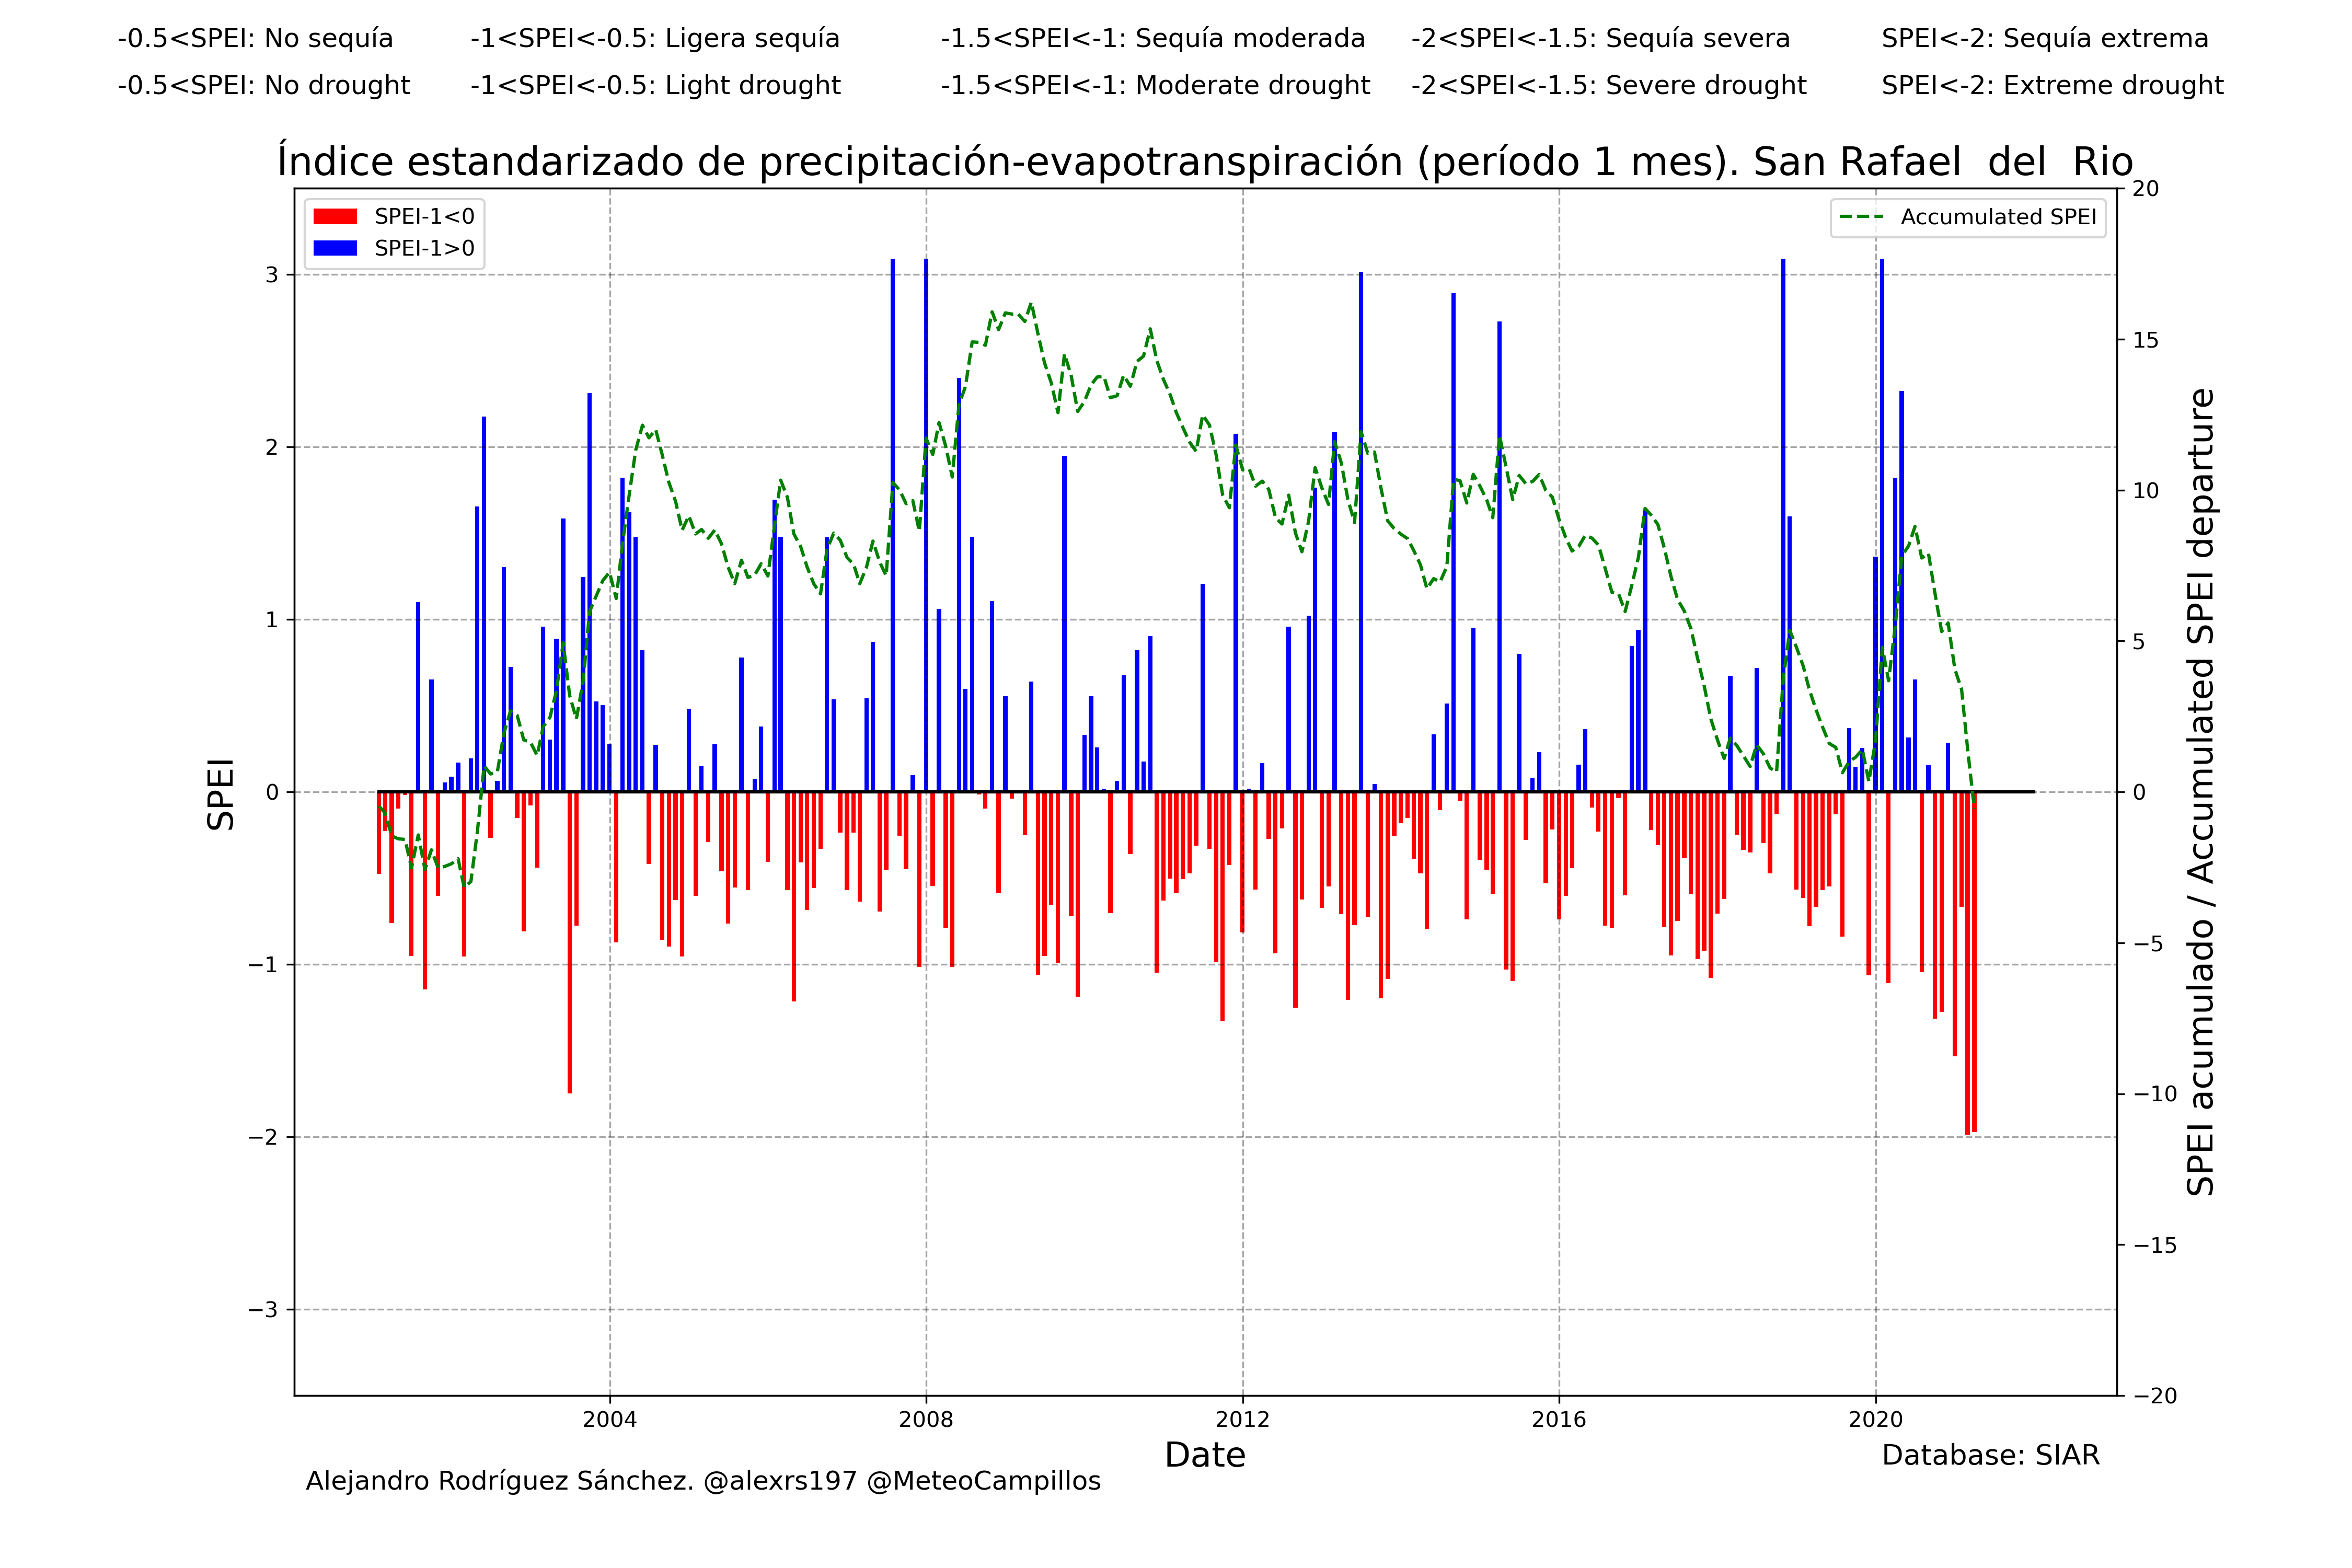 -0.5<SPEI: No sequía -1<SPEI<-0.5: Ligera sequía -1.5<SPEI<-1: Sequía moderada -2<SPEI<-1.5: Sequía severa SPEI<-2: Sequía extrema
-0.5<SPEI: No drought -1<SPEI<-0.5: Light drought -1.5<SPEI<-1: Moderate drought -2<SPEI<-1.5: Severe drought SPEI<-2: Extreme drought
Índice estandarizado de precipitación-evapotranspiración (período 1 mes). San Rafael  del  Rio
SPEI-1<0
SPEI-1>0
Accumulated SPEI
SPEI
3
2
1
0
−1
−2
−3
20
15
10
5
0
−5
−10
−15
−20
SPEI acumulado / Accumulated SPEI departure
2004 2008 2012 2016 2020
Date
Database: SIAR
Alejandro Rodríguez Sánchez. @alexrs197 @MeteoCampillos